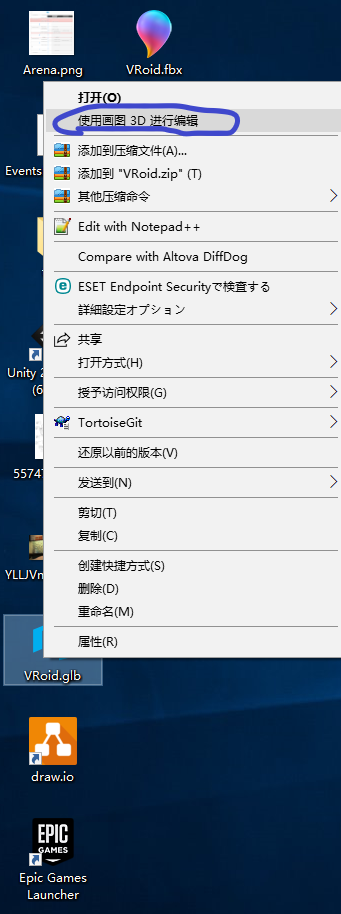 Arena.png
VRoid.fbx
打开(O)
使用画图 3D 进行编辑
添加到压缩文件(A)...
Events
添加到 "VRoid.zip" (T)
其他压缩命令
Edit with Notepad++
Compare with Altova DiffDog
ESET Endpoint Securityで検査する
詳細設定オプション
共享
打开方式(H)
Unity 2
(6
授予访问权限(G)
TortoiseGit
还原以前的版本(V)
5574
发送到(N)
剪切(T)
复制(C)
创建快捷方式(S)
YLLJVn
删除(D)
重命名(M)
属性(R)
VRoid.glb
draw.io
EPIC
GAMES
Epic Games
Launcher